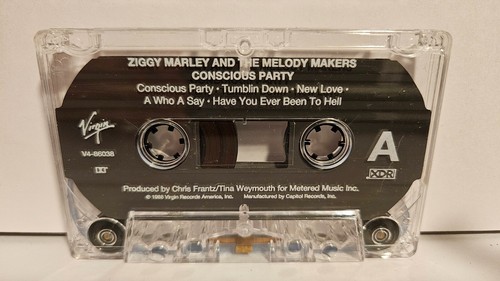 ZIGGY MARLEY AND THE MELODY MAKERS
CONSCIOUS PARTY
Conscious Party • Tumblin Down • New Love •
A Who A Say • Have You Ever Been To Hell
Virgin
V4-86038
A
XDR
Produced by Chris Frantz/Tina Weymouth for Metered Music Inc.
℗ 1988 Virgin Records America, Inc. Manufactured by Capitol Records, Inc.